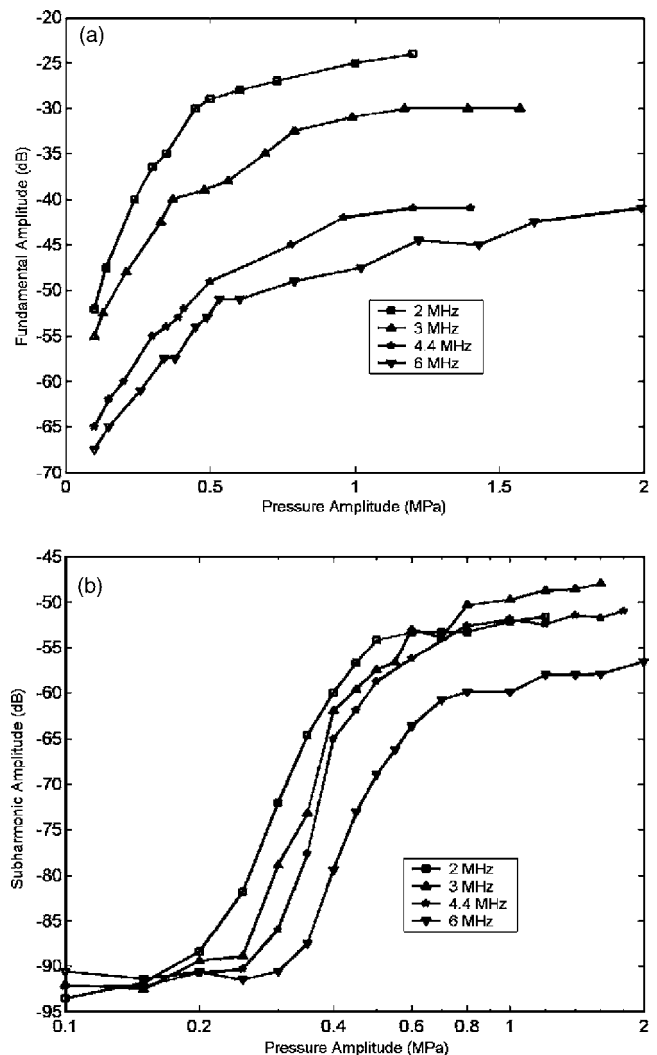 (a)
-20
-25
-30
-35
-40
-45
-50
-55
-60
-65
-70
Fundamental Amplitude (dB)
2 MHz
3 MHz
4.4 MHz
6 MHz
0
0.5
1
1.5
2
Pressure Amplitude (MPa)
(b)
-45
-50
-55
-60
-65
-70
-75
-80
-85
-90
-95
Subharmonic Amplitude (dB)
2 MHz
3 MHz
4.4 MHz
6 MHz
0.1
0.2
0.4
0.6
0.8
1
2
Pressure Amplitude (MPa)